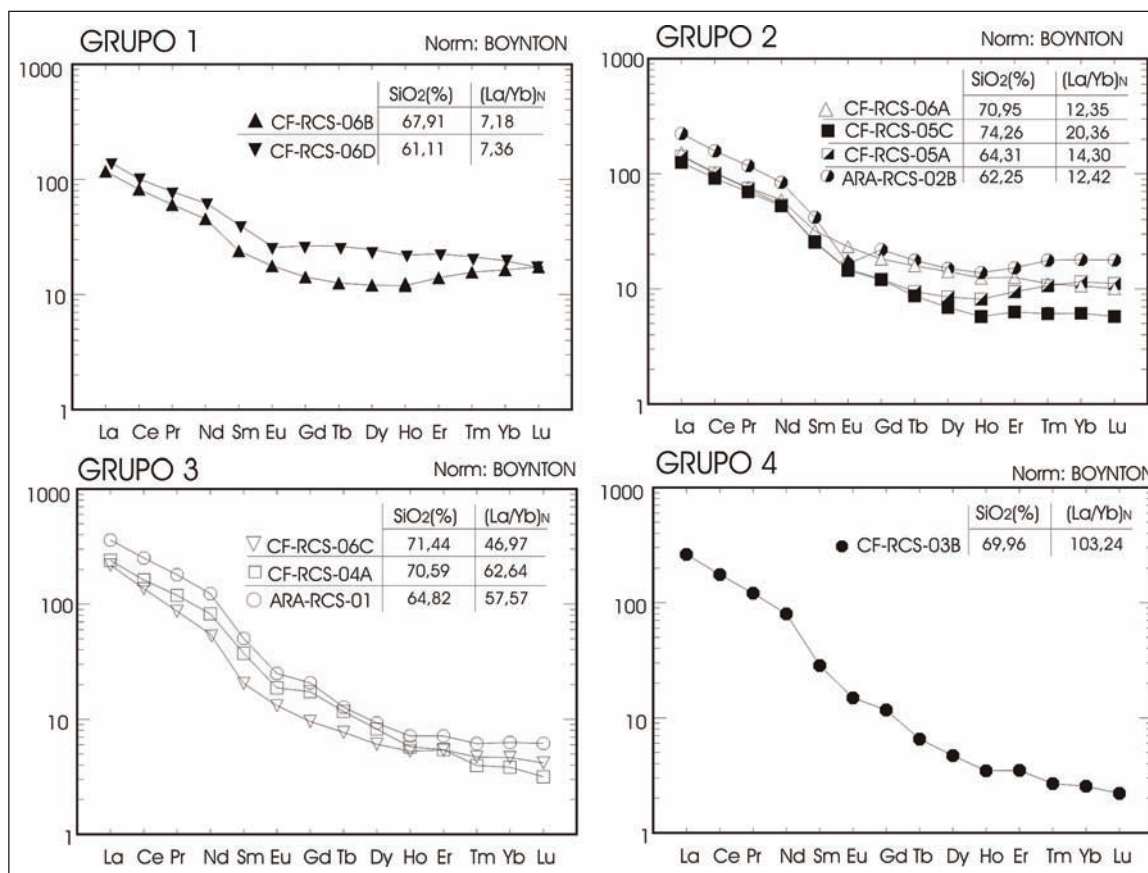 GRUPO 1 Norm: BOYNTON
1000
SiO2(%) (La/Yb)N
CF-RCS-06B 67,91 7,18
CF-RCS-06D 61,11 7,36
100
10
1
La Ce Pr Nd Sm Eu Gd Tb Dy Ho Er Tm Yb Lu
GRUPO 2 Norm: BOYNTON
1000
SiO2(%) (La/Yb)N
CF-RCS-06A 70,95 12,35
CF-RCS-05C 74,26 20,36
CF-RCS-05A 64,31 14,30
ARA-RCS-02B 62,25 12,42
100
10
1
La Ce Pr Nd Sm Eu Gd Tb Dy Ho Er Tm Yb Lu
GRUPO 3 Norm: BOYNTON
1000
SiO2(%) (La/Yb)N
CF-RCS-06C 71,44 46,97
CF-RCS-04A 70,59 62,64
ARA-RCS-01 64,82 57,57
100
10
1
La Ce Pr Nd Sm Eu Gd Tb Dy Ho Er Tm Yb Lu
GRUPO 4 Norm: BOYNTON
1000
SiO2(%) (La/Yb)N
CF-RCS-03B 69,96 103,24
100
10
1
La Ce Pr Nd Sm Eu Gd Tb Dy Ho Er Tm Yb Lu